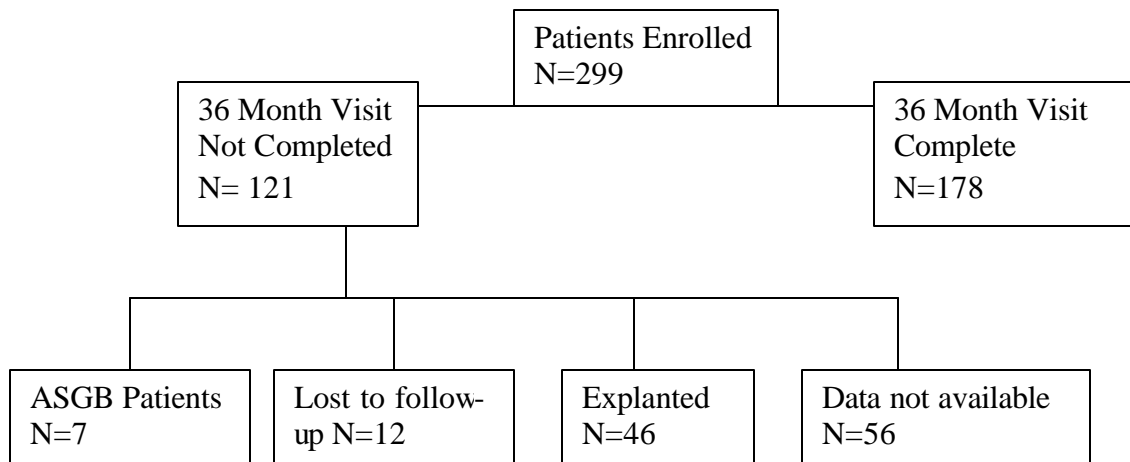 Patients Enrolled
N=299
36 Month Visit
Not Completed
N= 121
36 Month Visit
Complete
N=178
ASGB Patients
N=7
Lost to follow-
up N=12
Explanted
N=46
Data not available
N=56